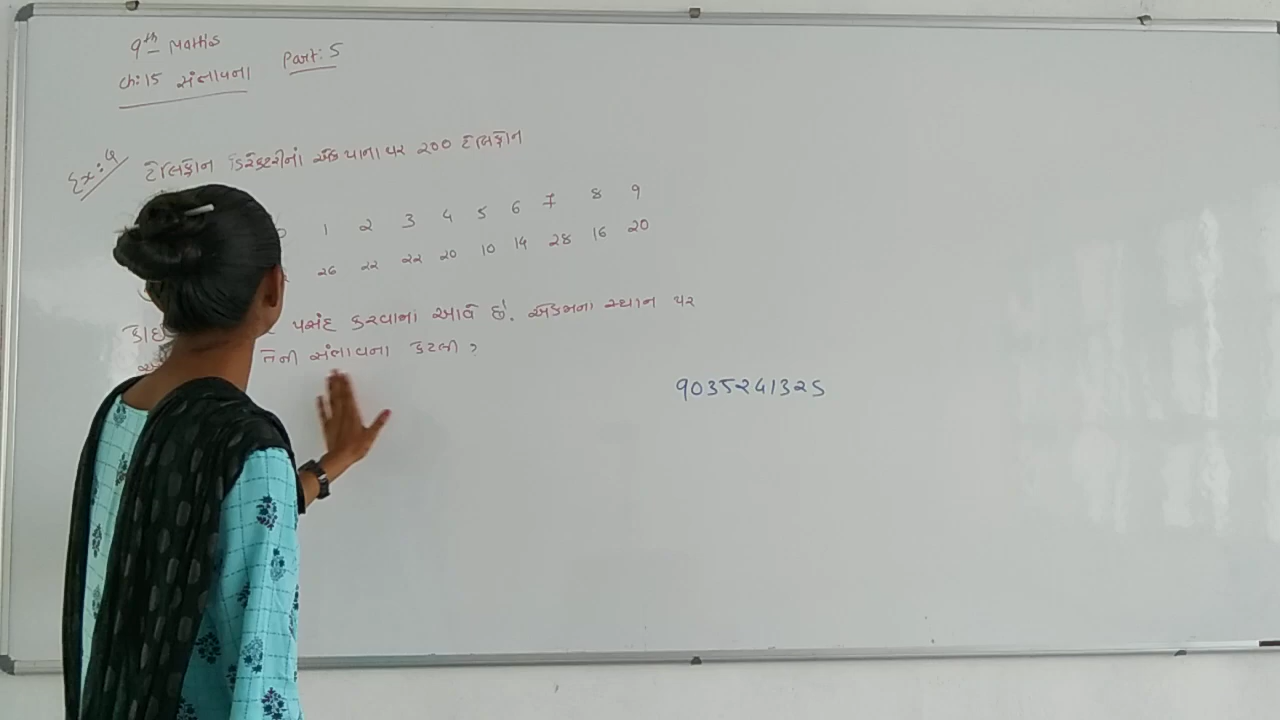 9th Maths
ch:15 સંભાવના Part:5
Ex:4 ટેલિફોન ડિરેક્ટરીનાં એક પાના પર 200 ટેલિફોન
0 1 2 3 4 5 6 7 8 9
26 22 22 20 10 14 28 16 20
પસંદ કરવામાં આવે છે. એકમના સ્થાન પર
તેની સંભાવના કેટલી ?
9035241325